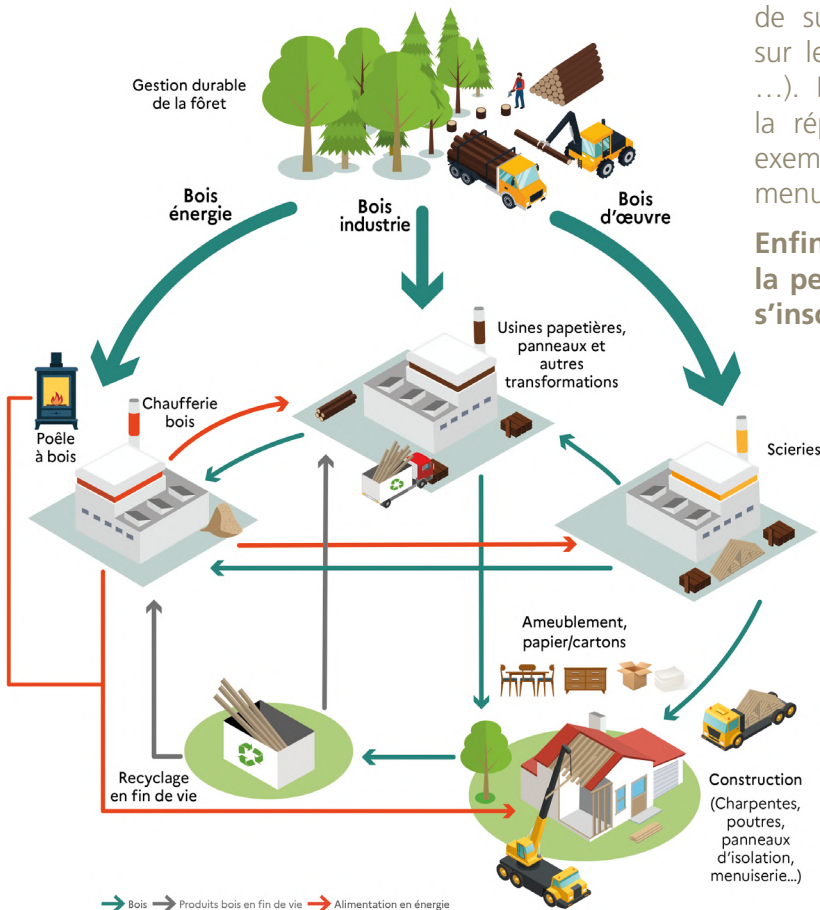 Gestion durable
de la fôret
de su
sur le
…). I
la rép
exem
menu
Enfin
la pe
s’inso
Bois
énergie
Bois
industrie
Bois
d’œuvre
Usines papetières,
panneaux et
autres
transformations
Poêle
à bois
Chaufferie
bois
Scieries
Ameublement,
papier/cartons
Recyclage
en fin de vie
Construction
(Charpentes,
poutres,
panneaux
d’isolation,
menuiserie…)
Bois
Produits bois en fin de vie
Alimentation en énergie